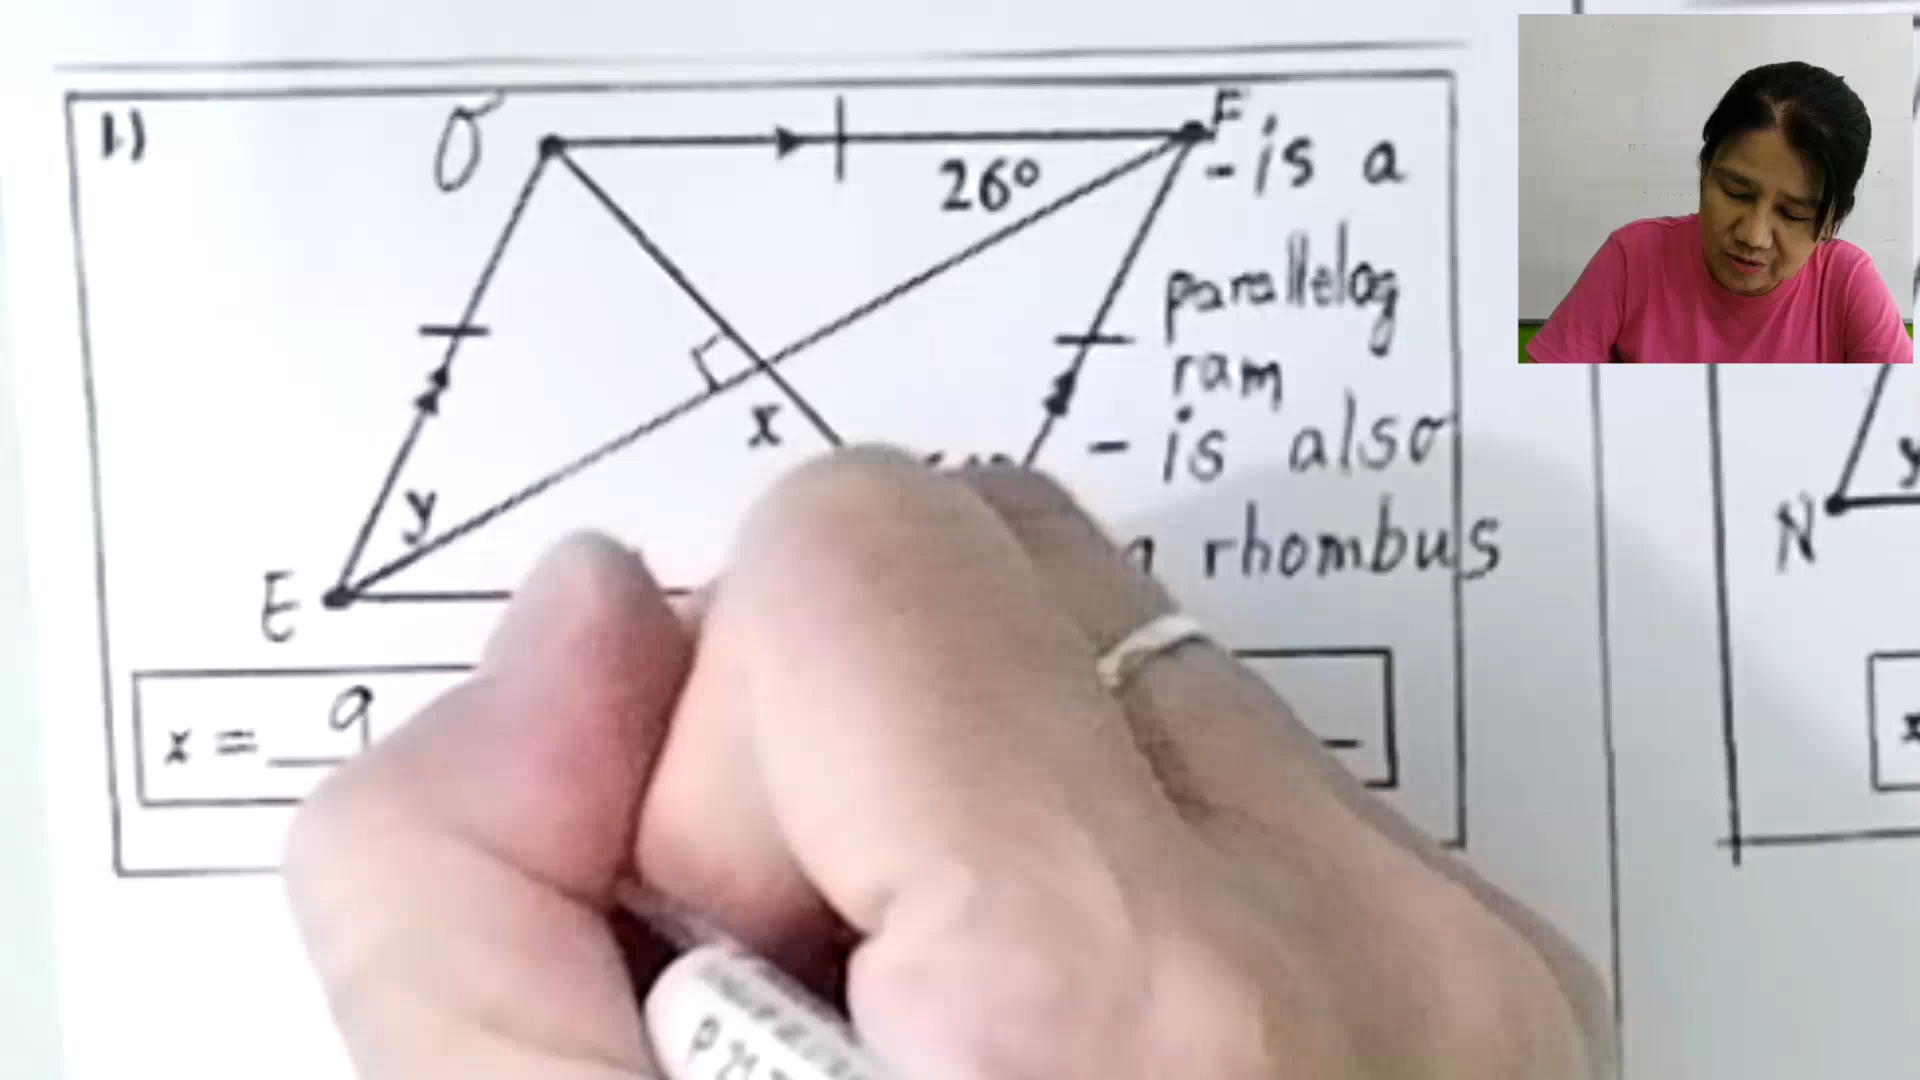 1.)
O
F
26°
- is a
parallelog
ram
x
- is also
y
rhombus
N
y
E
x = 9
x